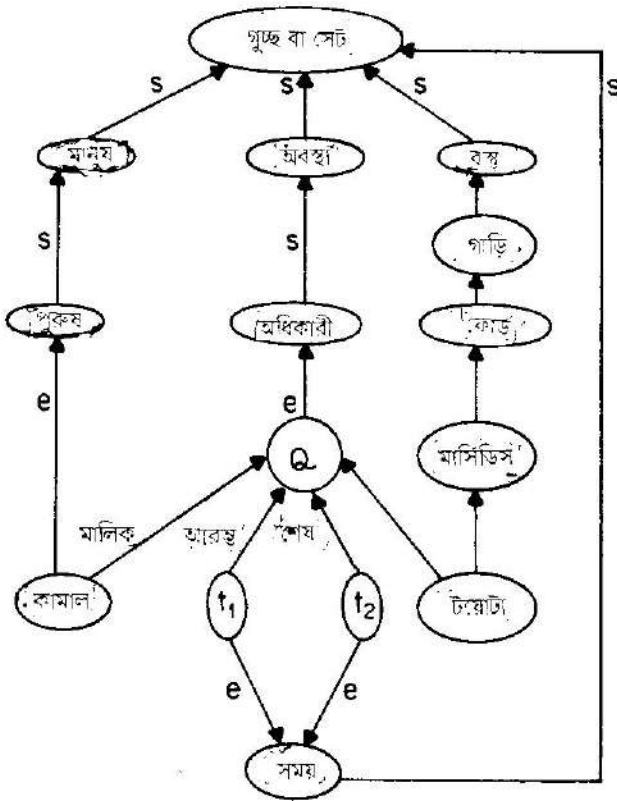 গুচ্ছ বা সেট
s s s s
মানুষ অবস্থা বস্তু
গাড়ি
s s
পুরুষ অধিকারী ফোর্ড
e e
Q
মার্সিডিস
মালিক আরম্ভ শেষ
কামাল t1 t2 টয়োটা
e e
সময়